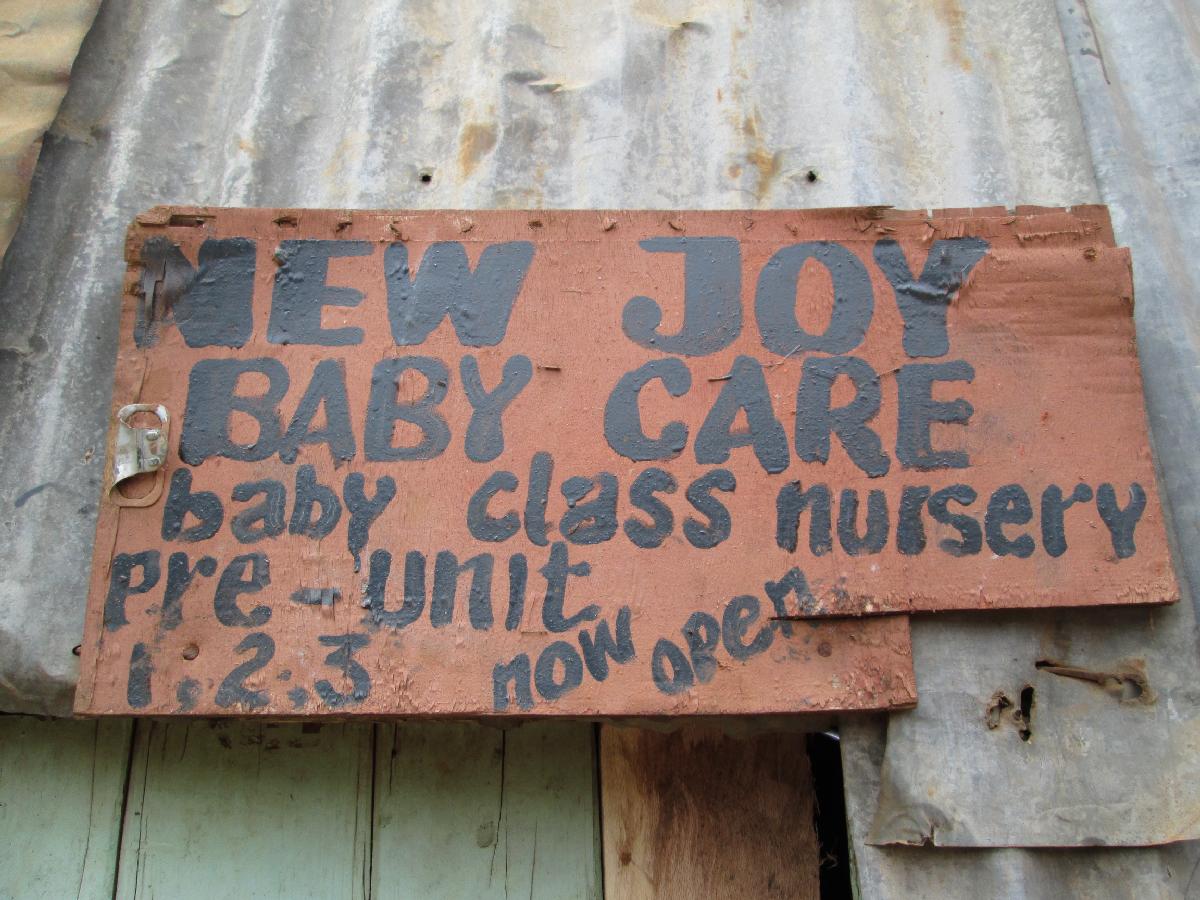 NEW JOY
BABY CARE
baby class nursery
pre-unit
1.2.3 now open